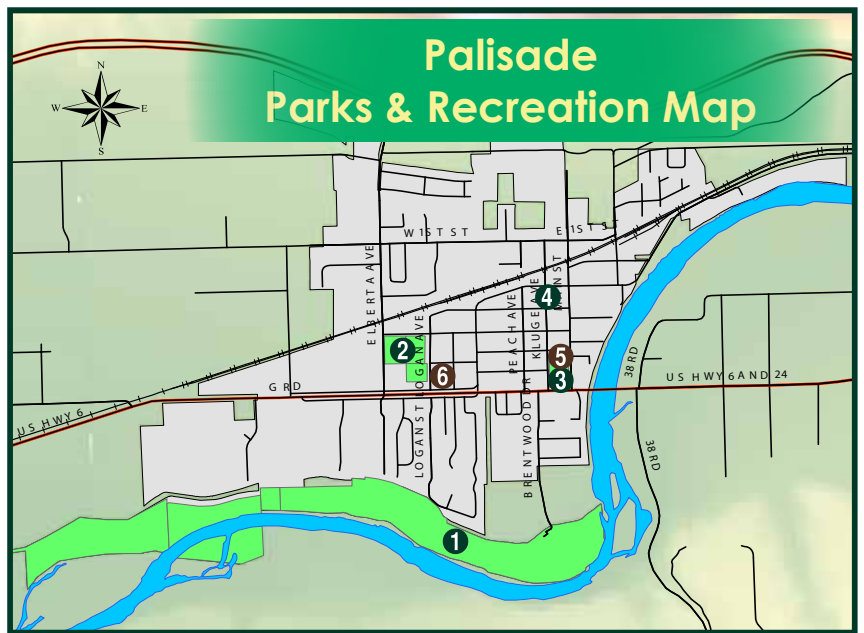 Palisade
Parks & Recreation Map
N
W E
S
W 1ST ST
E 1ST ST
ELBERTA AVE
MAIN ST
4
KLUGE AVE
PEACH AVE
LOGAN AVE
2
5
6
3
38 RD
US HWY 6 AND 24
G RD
US HWY 6
LOGAN ST
BRENTWOOD DR
38 RD
1